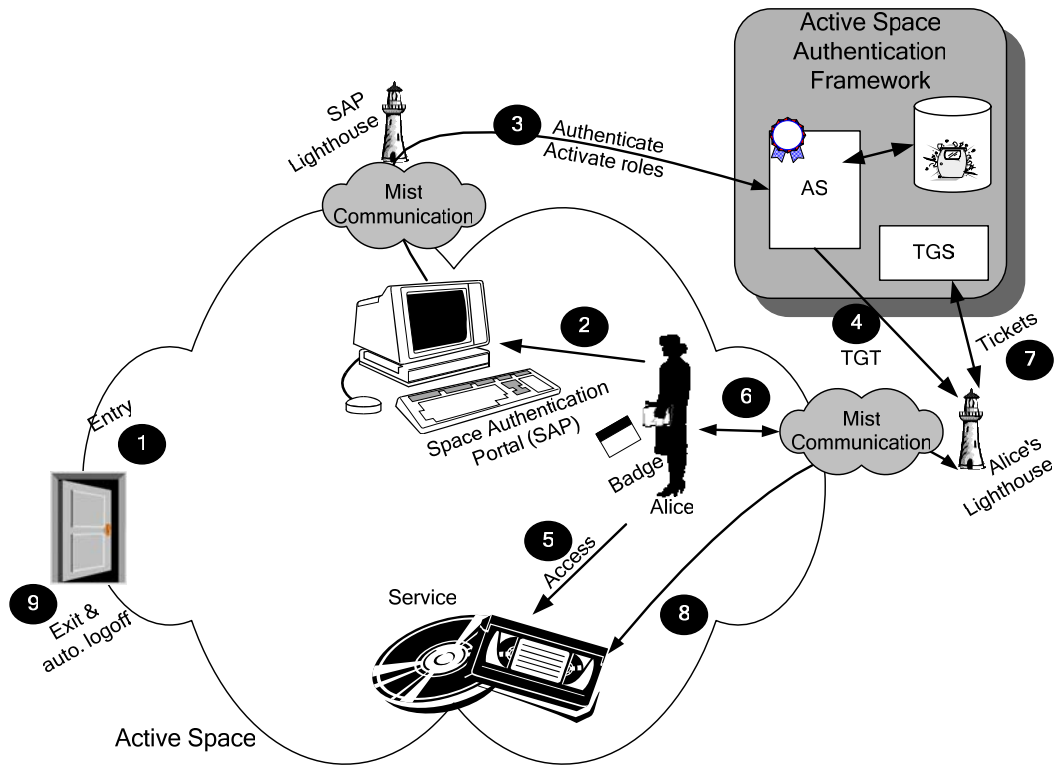 Active Space
Authentication
Framework
SAP
Lighthouse
3
Authenticate
Activate roles
AS
TGS
Mist
Communication
2
4
TGT
Tickets
7
Entry
1
Space Authentication
Portal (SAP)
6
Mist
Communication
Badge
Alice
Alice's
Lighthouse
5
Access
Service
8
9
Exit &
auto. logoff
Active Space